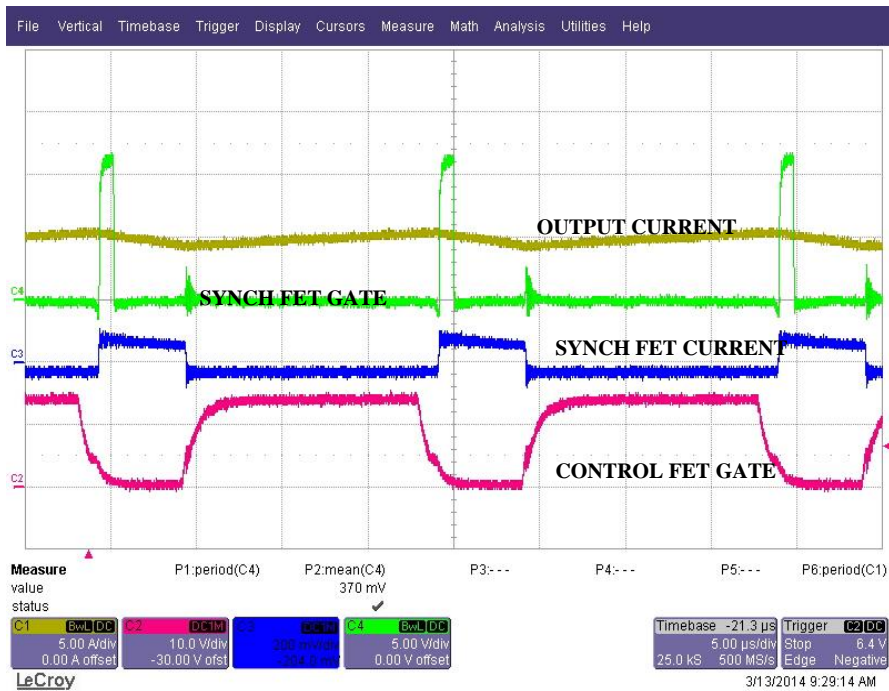 File Vertical Timebase Trigger Display Cursors Measure Math Analysis Utilities Help
OUTPUT CURRENT
C4
SYNCH FET GATE
C3
SYNCH FET CURRENT
CONTROL FET GATE
C2
Measure P1:period(C4) P2:mean(C4) P3:- - - P4:- - - P5:- - - P6:period(C1)
value 370 mV
status
C1 BwL DC C2 DC1M C3 DC1M C4 BwL DC Timebase -21.3 µs Trigger C2 DC
5.00 A/div 10.0 V/div 200 mV/div 5.00 V/div 5.00 µs/div Stop 6.4 V
0.00 A offset -30.00 V ofst 0.00 V offset 25.0 kS 500 MS/s Edge Negative
LeCroy 3/13/2014 9:29:14 AM